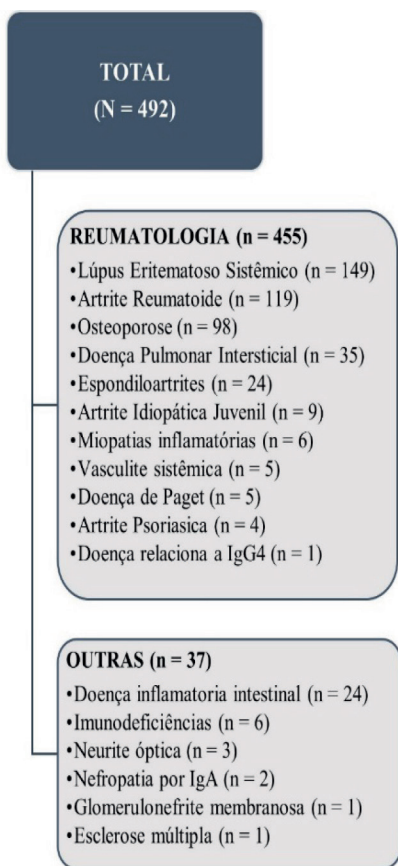 TOTAL
(N = 492)
REUMATOLOGIA (n = 455)
•Lúpus Eritematoso Sistêmico (n = 149)
•Artrite Reumatoide (n = 119)
•Osteoporose (n = 98)
•Doença Pulmonar Intersticial (n = 35)
•Espondiloartrites (n = 24)
•Artrite Idiopática Juvenil (n = 9)
•Miopatias inflamatórias (n = 6)
•Vasculite sistêmica (n = 5)
•Doença de Paget (n = 5)
•Artrite Psoriasica (n = 4)
•Doença relaciona a IgG4 (n = 1)
OUTRAS (n = 37)
•Doença inflamatoria intestinal (n = 24)
•Imunodeficiências (n = 6)
•Neurite óptica (n = 3)
•Nefropatia por IgA (n = 2)
•Glomerulonefrite membranosa (n = 1)
•Esclerose múltipla (n = 1)